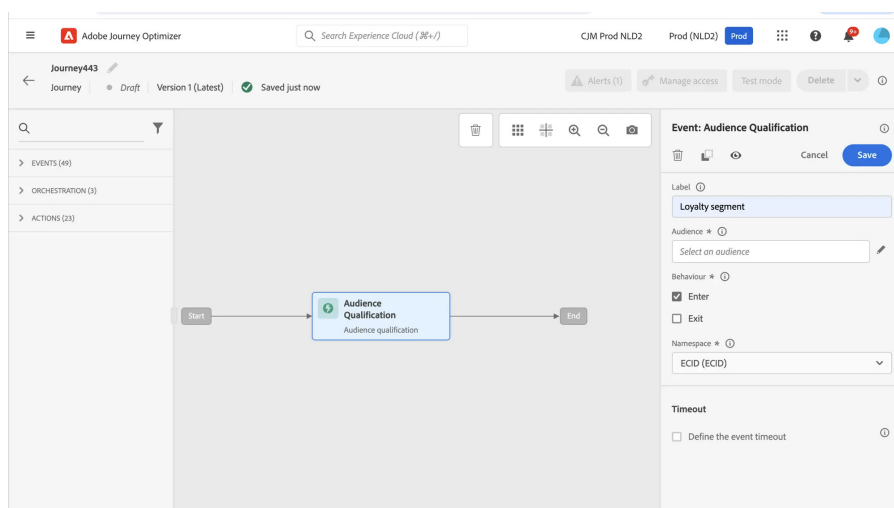 Adobe Journey Optimizer
Search Experience Cloud (⌘+/)
CJM Prod NLD2
Prod (NLD2)
Prod
9+
Journey443
Journey
Draft
Version 1 (Latest)
Saved just now
Alerts (1)
Manage access
Test mode
Delete
EVENTS (49)
ORCHESTRATION (3)
ACTIONS (23)
Start
Audience
Qualification
Audience qualification
End
Event: Audience Qualification
Cancel
Save
Label
Loyalty segment
Audience *
Select an audience
Behaviour *
Enter
Exit
Namespace *
ECID (ECID)
Timeout
Define the event timeout